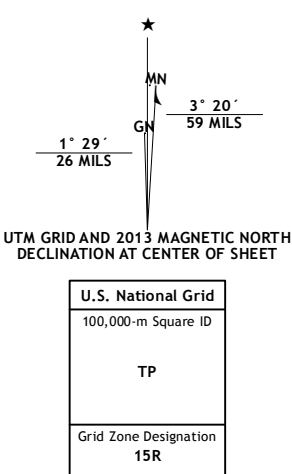 ★
MN
3° 20´
59 MILS
GN
1° 29´
26 MILS
UTM GRID AND 2013 MAGNETIC NORTH
DECLINATION AT CENTER OF SHEET
U.S. National Grid
100,000-m Square ID
TP
Grid Zone Designation
15R